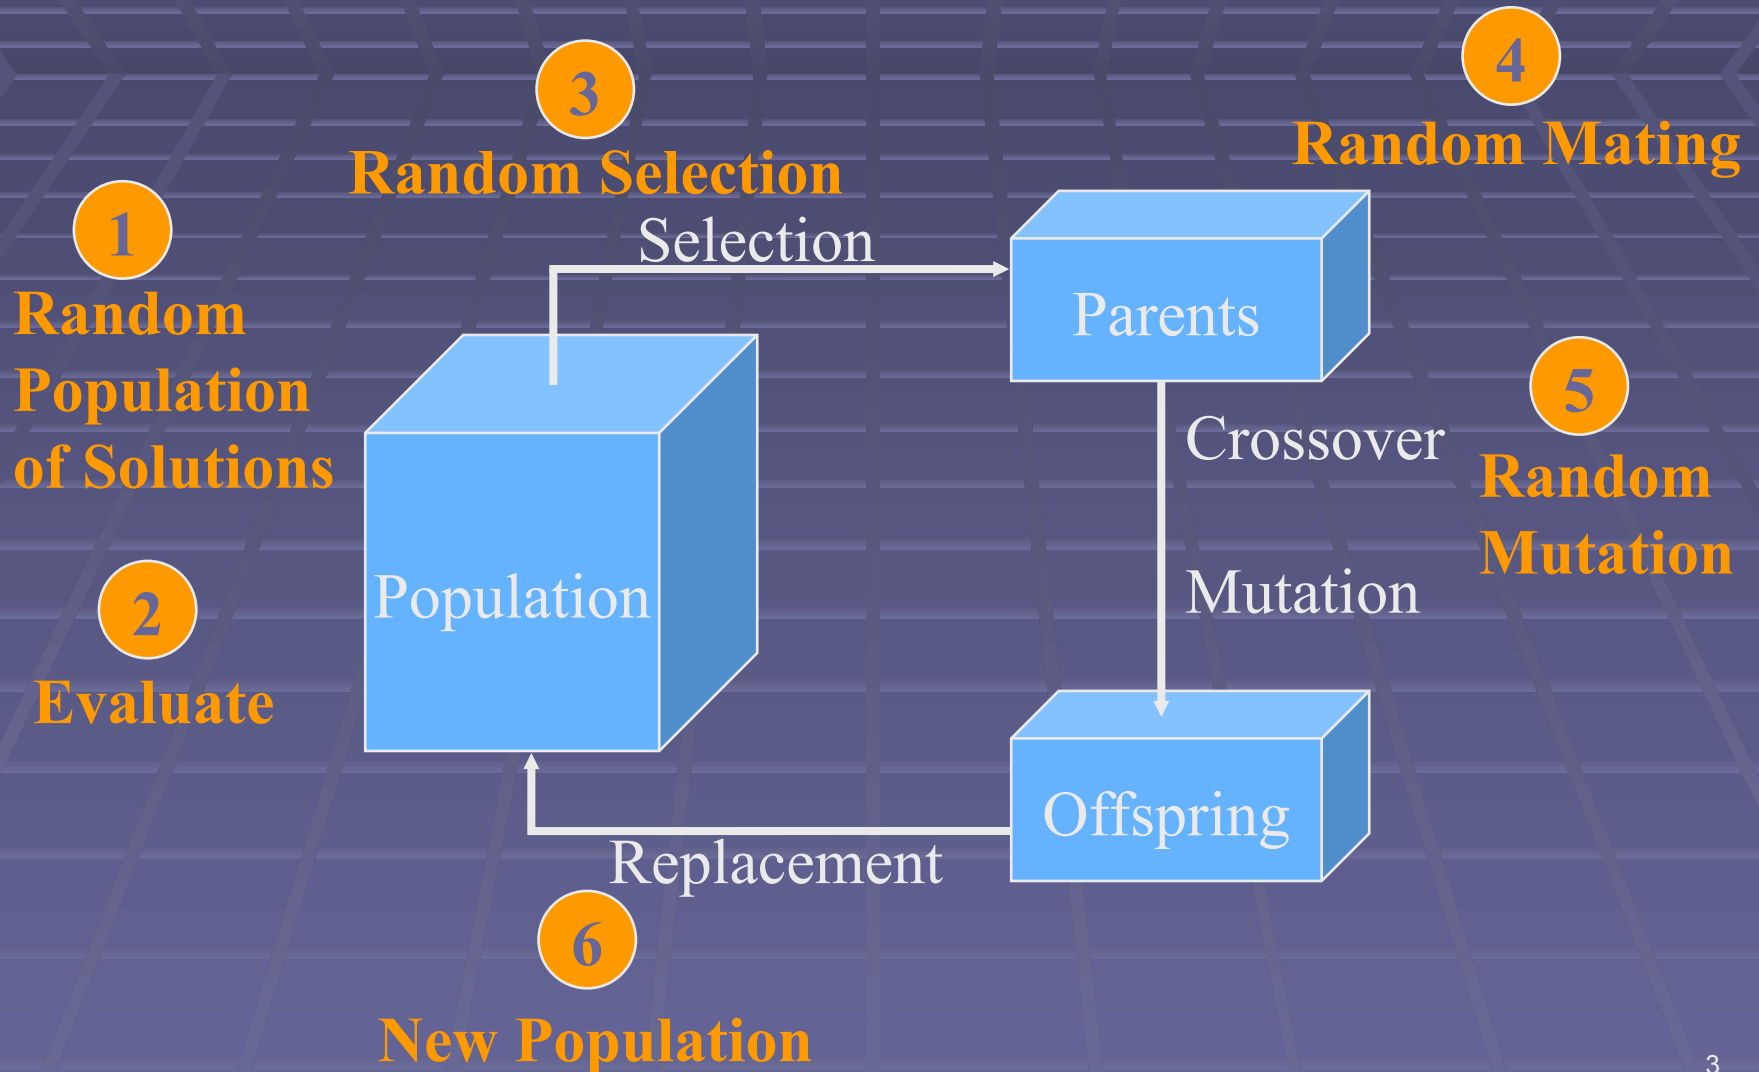 1
Random
Population
of Solutions
2
Evaluate
3
Random Selection
Selection
Population
4
Random Mating
Parents
Crossover
5
Random
Mutation
Mutation
Offspring
Replacement
6
New Population
3